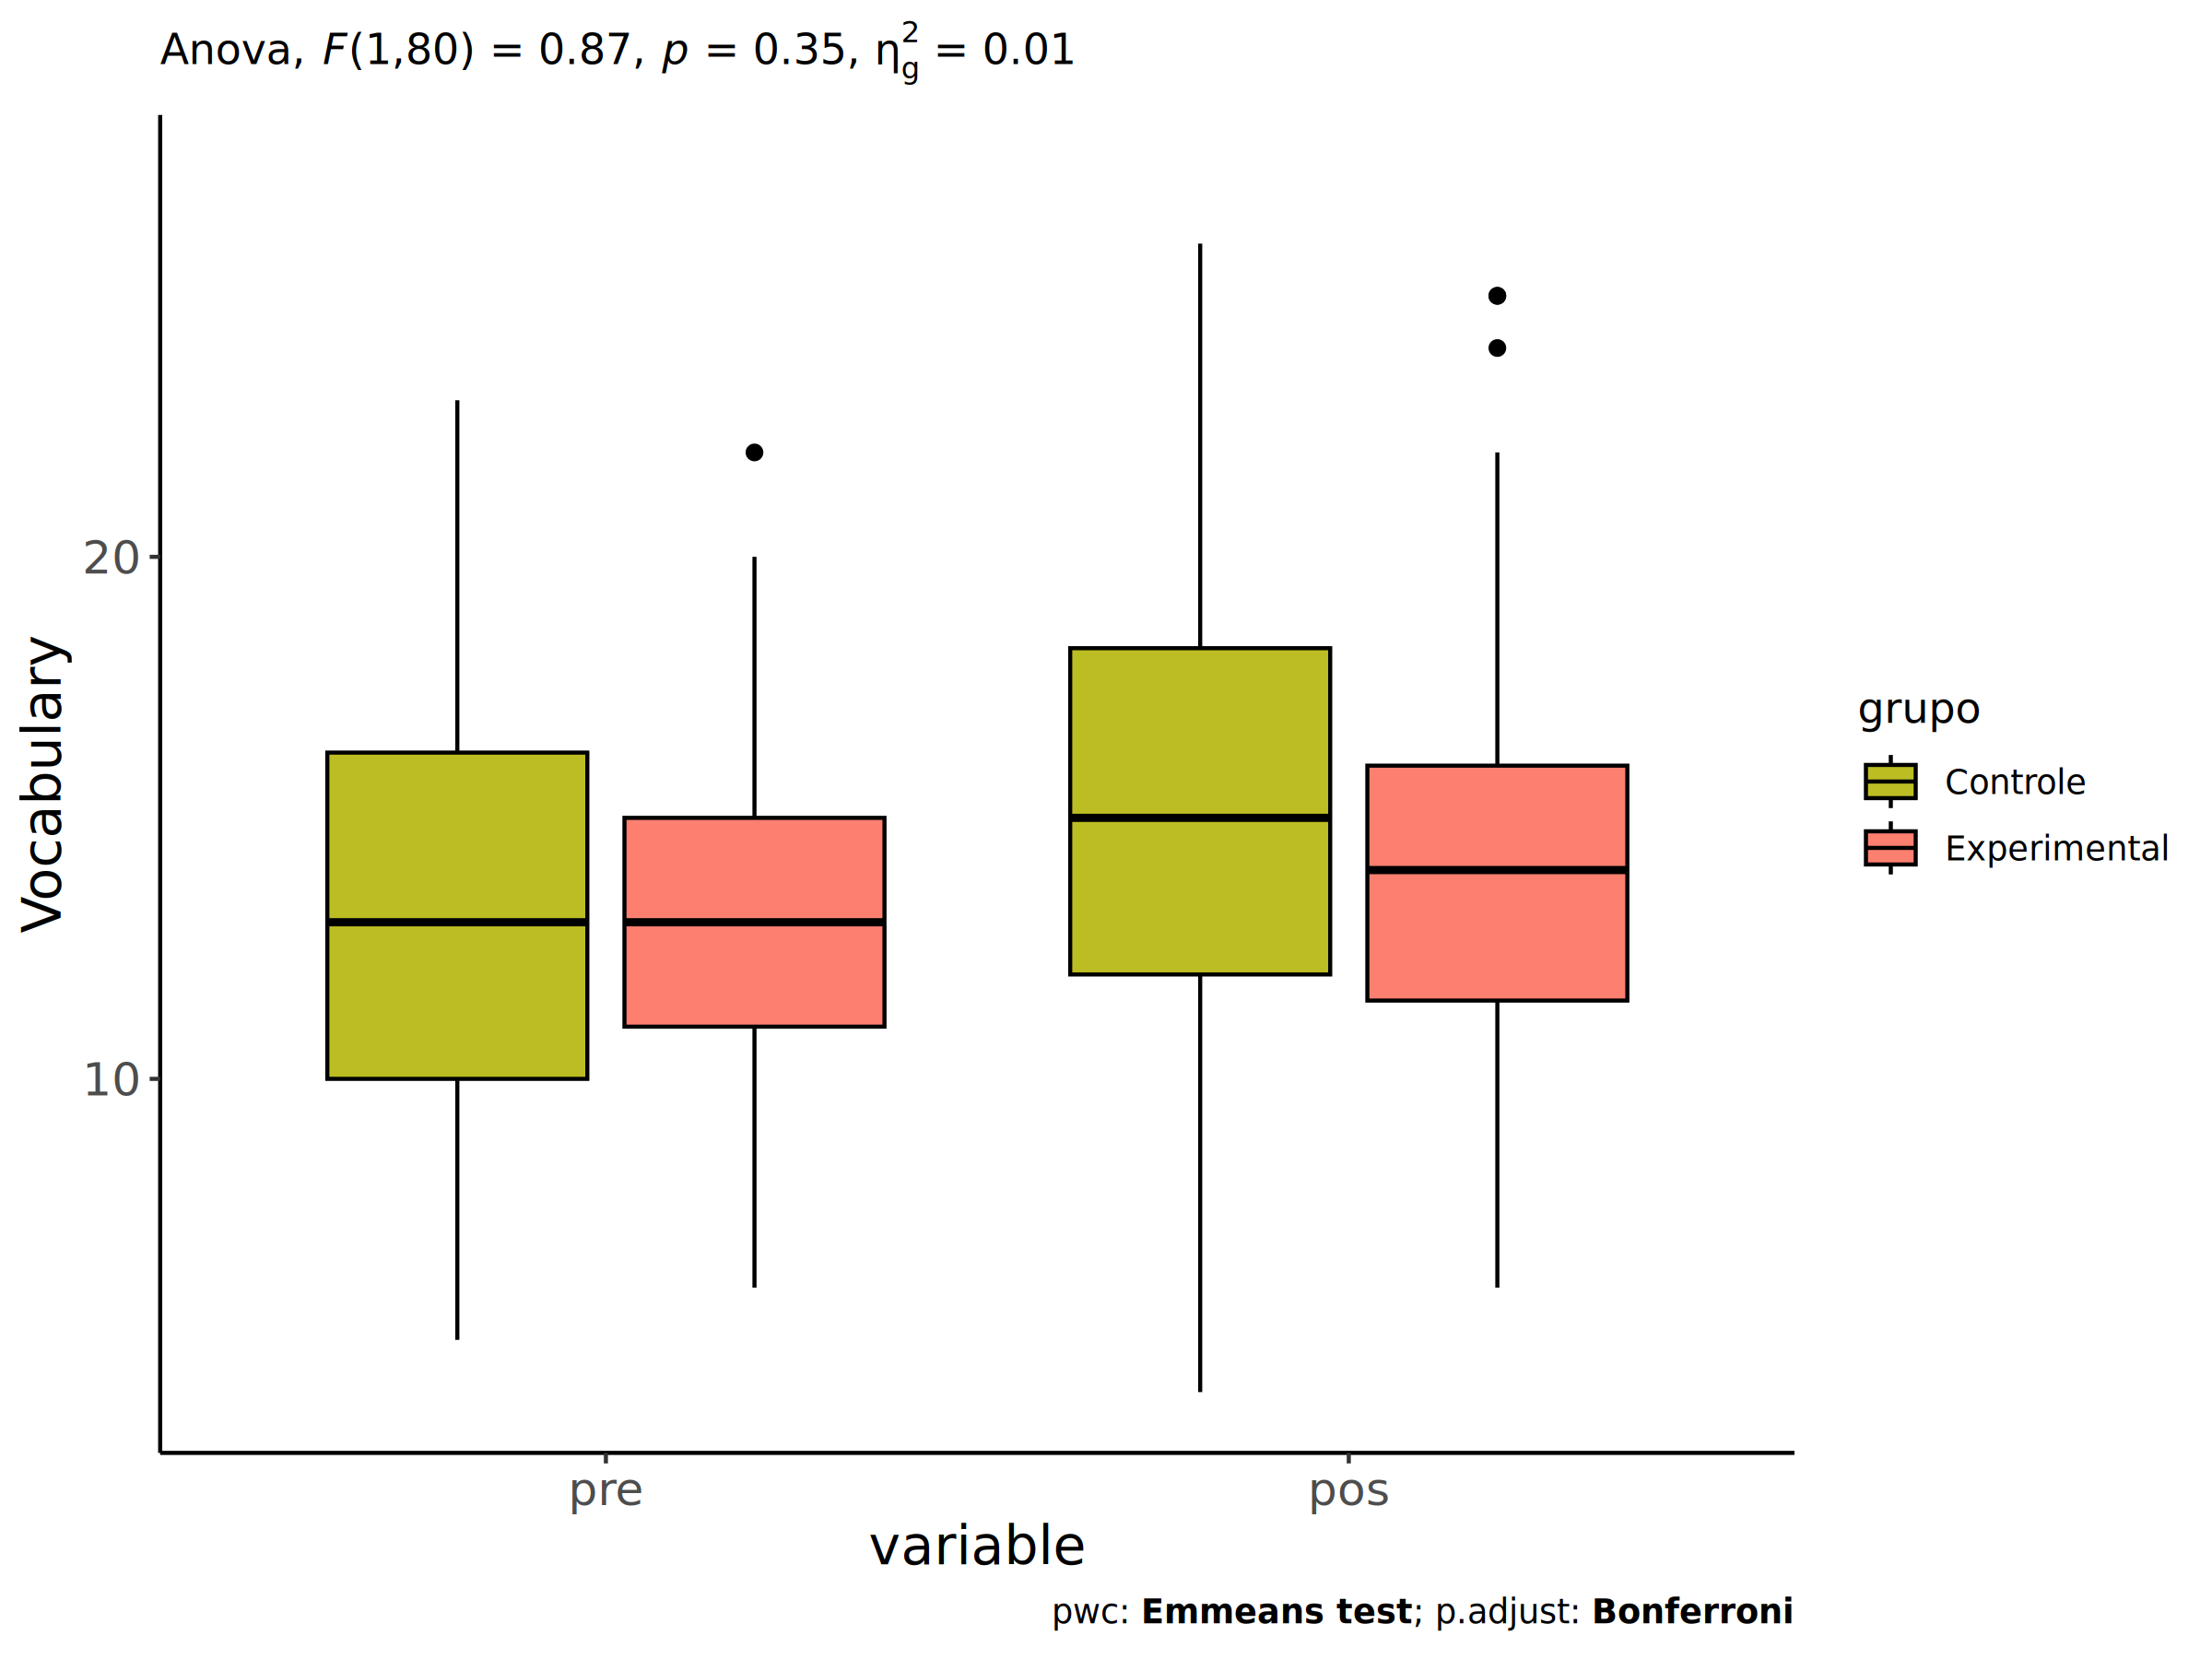 Anova, F(1,80) = 0.87, p = 0.35, η²g = 0.01
Vocabulary
20
10
pre
pos
variable
grupo
Controle
Experimental
pwc: Emmeans test; p.adjust: Bonferroni